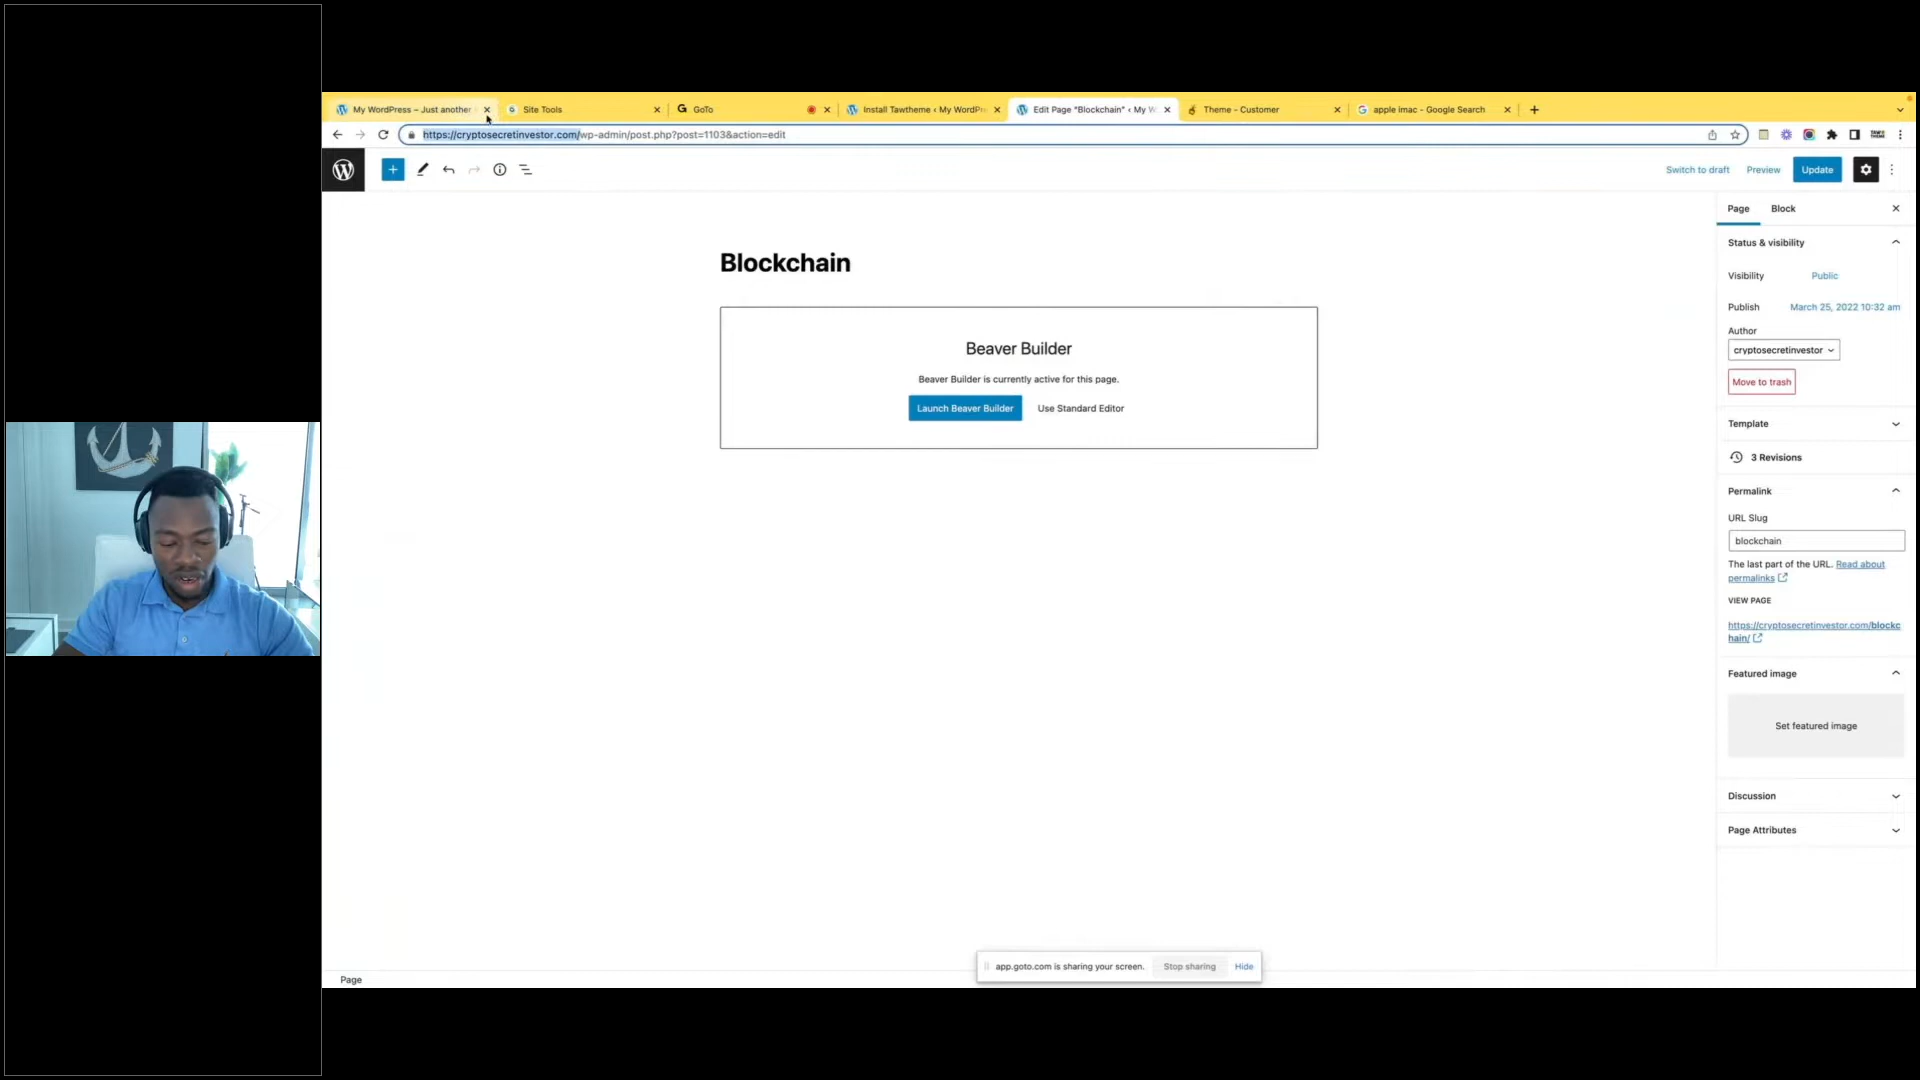 My WordPress – Just another
Site Tools
GoTo
Install Tawtheme ‹ My WordPr
Edit Page "Blockchain" ‹ My W
Theme - Customer
apple imac - Google Search
https://cryptosecretinvestor.com/wp-admin/post.php?post=1103&action=edit
Switch to draft
Preview
Update
Page
Block
Status & visibility
Visibility
Public
Publish
March 25, 2022 10:32 am
Author
cryptosecretinvestor
Move to trash
Template
3 Revisions
Permalink
URL Slug
blockchain
The last part of the URL. Read about
permalinks
VIEW PAGE
https://cryptosecretinvestor.com/blockc
hain/
Featured image
Set featured image
Discussion
Page Attributes
Blockchain
Beaver Builder
Beaver Builder is currently active for this page.
Launch Beaver Builder
Use Standard Editor
app.goto.com is sharing your screen.
Stop sharing
Hide
Page